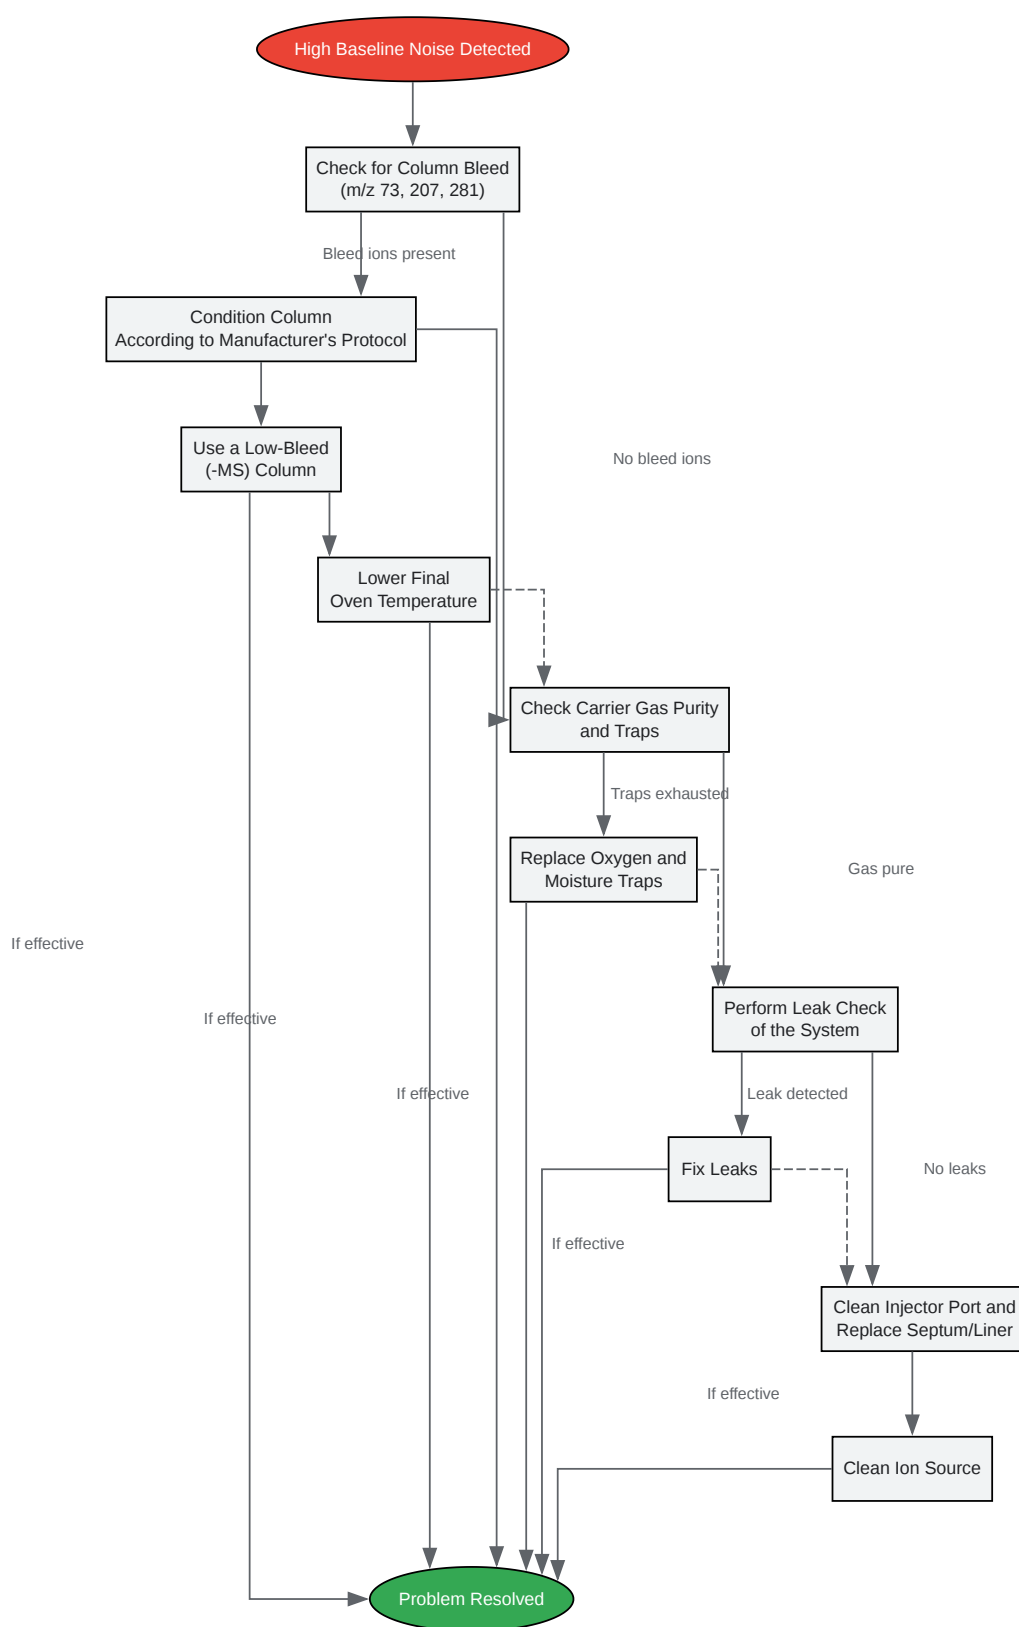 High Baseline Noise Detected
Check for Column Bleed
(m/z 73, 207, 281)
Bleed ions present
Condition Column
According to Manufacturer's Protocol
Use a Low-Bleed
(-MS) Column
No bleed ions
Lower Final
Oven Temperature
Check Carrier Gas Purity
and Traps
Traps exhausted
Replace Oxygen and
Moisture Traps
Gas pure
If effective
Perform Leak Check
of the System
If effective
If effective
Leak detected
Fix Leaks
No leaks
If effective
Clean Injector Port and
Replace Septum/Liner
If effective
Clean Ion Source
Problem Resolved